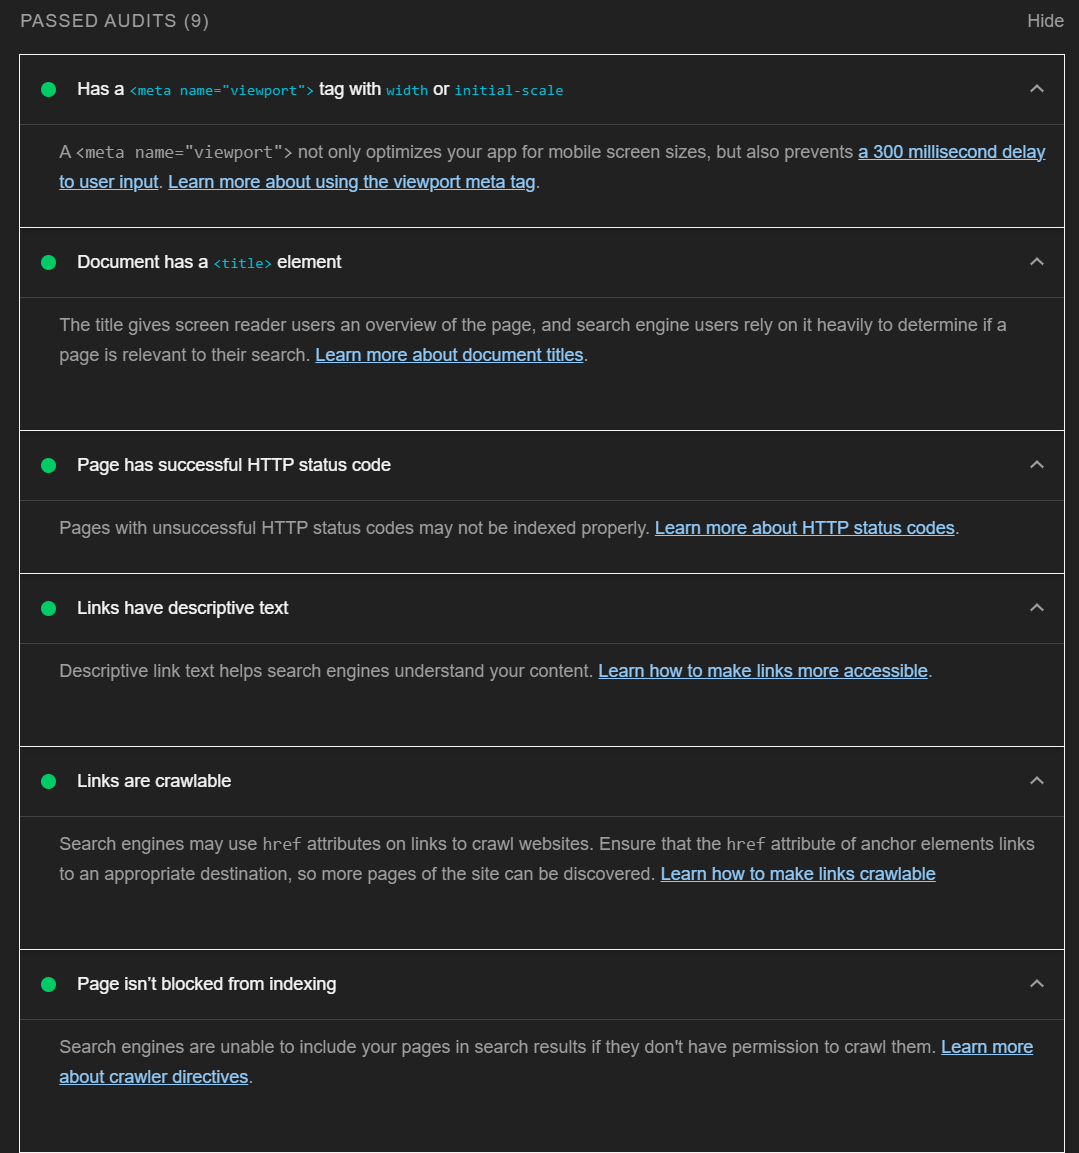 PASSED AUDITS (9)
Hide
Has a <meta name="viewport"> tag with width or initial-scale
A <meta name="viewport"> not only optimizes your app for mobile screen sizes, but also prevents a 300 millisecond delay
to user input. Learn more about using the viewport meta tag.
Document has a <title> element
The title gives screen reader users an overview of the page, and search engine users rely on it heavily to determine if a
page is relevant to their search. Learn more about document titles.
Page has successful HTTP status code
Pages with unsuccessful HTTP status codes may not be indexed properly. Learn more about HTTP status codes.
Links have descriptive text
Descriptive link text helps search engines understand your content. Learn how to make links more accessible.
Links are crawlable
Search engines may use href attributes on links to crawl websites. Ensure that the href attribute of anchor elements links
to an appropriate destination, so more pages of the site can be discovered. Learn how to make links crawlable
Page isn’t blocked from indexing
Search engines are unable to include your pages in search results if they don't have permission to crawl them. Learn more
about crawler directives.